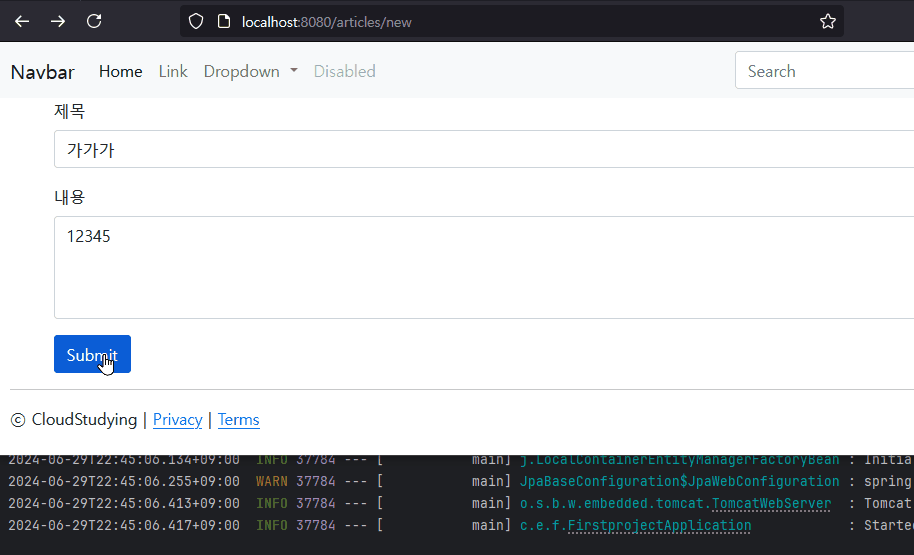 localhost:8080/articles/new
Navbar Home Link Dropdown Disabled Search
제목
가가가
내용
12345
Submit
ⓒ CloudStudying | Privacy | Terms
2024-06-29T22:45:06.134+09:00 INFO 37784 --- [ main] j.LocalContainerEntityManagerFactoryBean : Initia
2024-06-29T22:45:06.255+09:00 WARN 37784 --- [ main] JpaBaseConfiguration$JpaWebConfiguration : spring
2024-06-29T22:45:06.413+09:00 INFO 37784 --- [ main] o.s.b.w.embedded.tomcat.TomcatWebServer : Tomcat
2024-06-29T22:45:06.417+09:00 INFO 37784 --- [ main] c.e.f.FirstprojectApplication : Starte